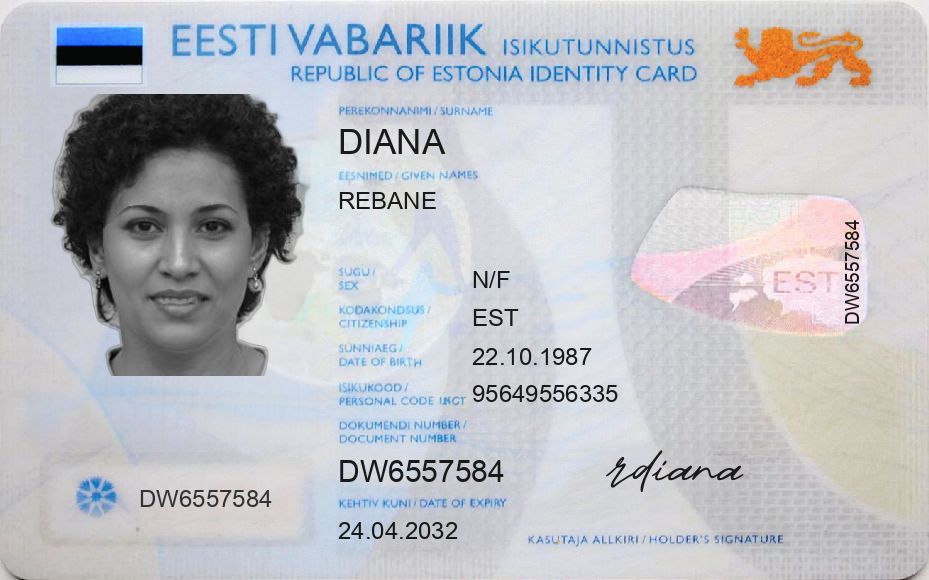 EESTI VABARIIK ISIKUTUNNISTUS
REPUBLIC OF ESTONIA IDENTITY CARD
PEREKONNANIMI / SURNAME
DIANA
EESNIMED / GIVEN NAMES
REBANE
SUGU /
SEX
N/F
KODAKONDSUS /
CITIZENSHIP
EST
SÜNNIAEG /
DATE OF BIRTH
22.10.1987
ISIKUKOOD /
PERSONAL CODE
95649556335
DOKUMENDI NUMBER /
DOCUMENT NUMBER
DW6557584
KEHTIV KUNI / DATE OF EXPIRY
24.04.2032
DW6557584
EST
DW6557584
rdiana
KASUTAJA ALLKIRI / HOLDER'S SIGNATURE